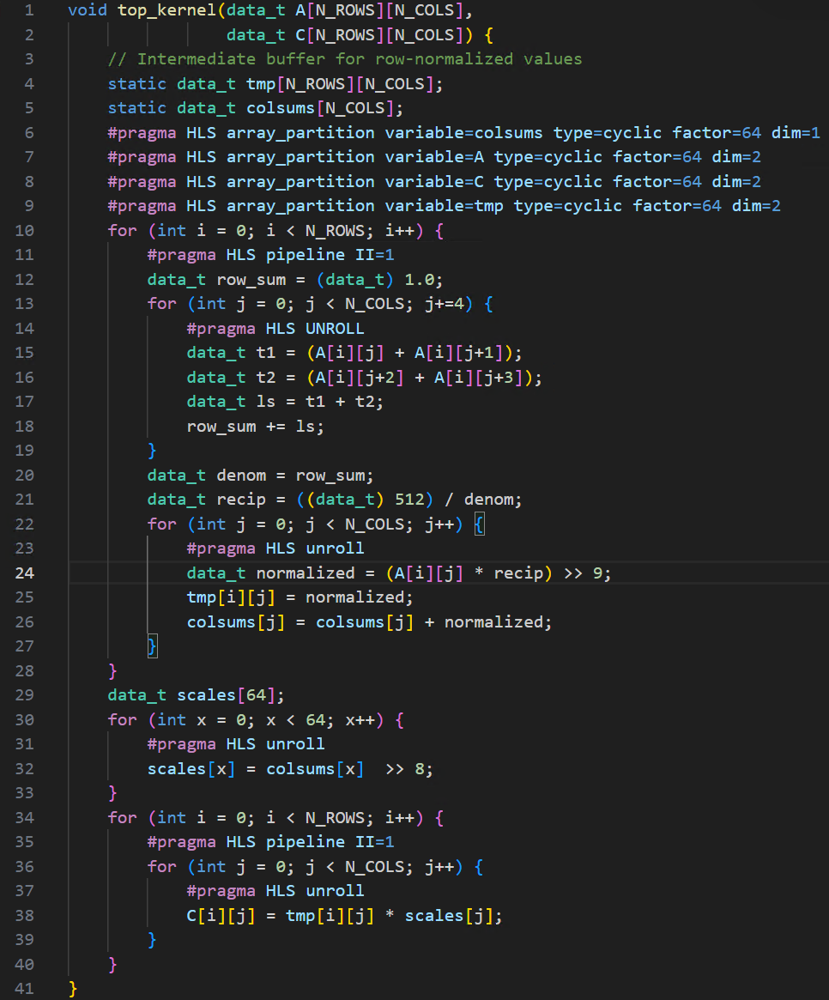 1 void top_kernel(data_t A[N_ROWS][N_COLS],
2                 data_t C[N_ROWS][N_COLS]) {
3     // Intermediate buffer for row-normalized values
4     static data_t tmp[N_ROWS][N_COLS];
5     static data_t colsums[N_COLS];
6     #pragma HLS array_partition variable=colsums type=cyclic factor=64 dim=1
7     #pragma HLS array_partition variable=A type=cyclic factor=64 dim=2
8     #pragma HLS array_partition variable=C type=cyclic factor=64 dim=2
9     #pragma HLS array_partition variable=tmp type=cyclic factor=64 dim=2
10     for (int i = 0; i < N_ROWS; i++) {
11         #pragma HLS pipeline II=1
12         data_t row_sum = (data_t) 1.0;
13         for (int j = 0; j < N_COLS; j+=4) {
14             #pragma HLS UNROLL
15             data_t t1 = (A[i][j] + A[i][j+1]);
16             data_t t2 = (A[i][j+2] + A[i][j+3]);
17             data_t ls = t1 + t2;
18             row_sum += ls;
19         }
20         data_t denom = row_sum;
21         data_t recip = ((data_t) 512) / denom;
22         for (int j = 0; j < N_COLS; j++) {
23             #pragma HLS unroll
24             data_t normalized = (A[i][j] * recip) >> 9;
25             tmp[i][j] = normalized;
26             colsums[j] = colsums[j] + normalized;
27         }
28     }
29     data_t scales[64];
30     for (int x = 0; x < 64; x++) {
31         #pragma HLS unroll
32         scales[x] = colsums[x]  >> 8;
33     }
34     for (int i = 0; i < N_ROWS; i++) {
35         #pragma HLS pipeline II=1
36         for (int j = 0; j < N_COLS; j++) {
37             #pragma HLS unroll
38             C[i][j] = tmp[i][j] * scales[j];
39         }
40     }
41 }